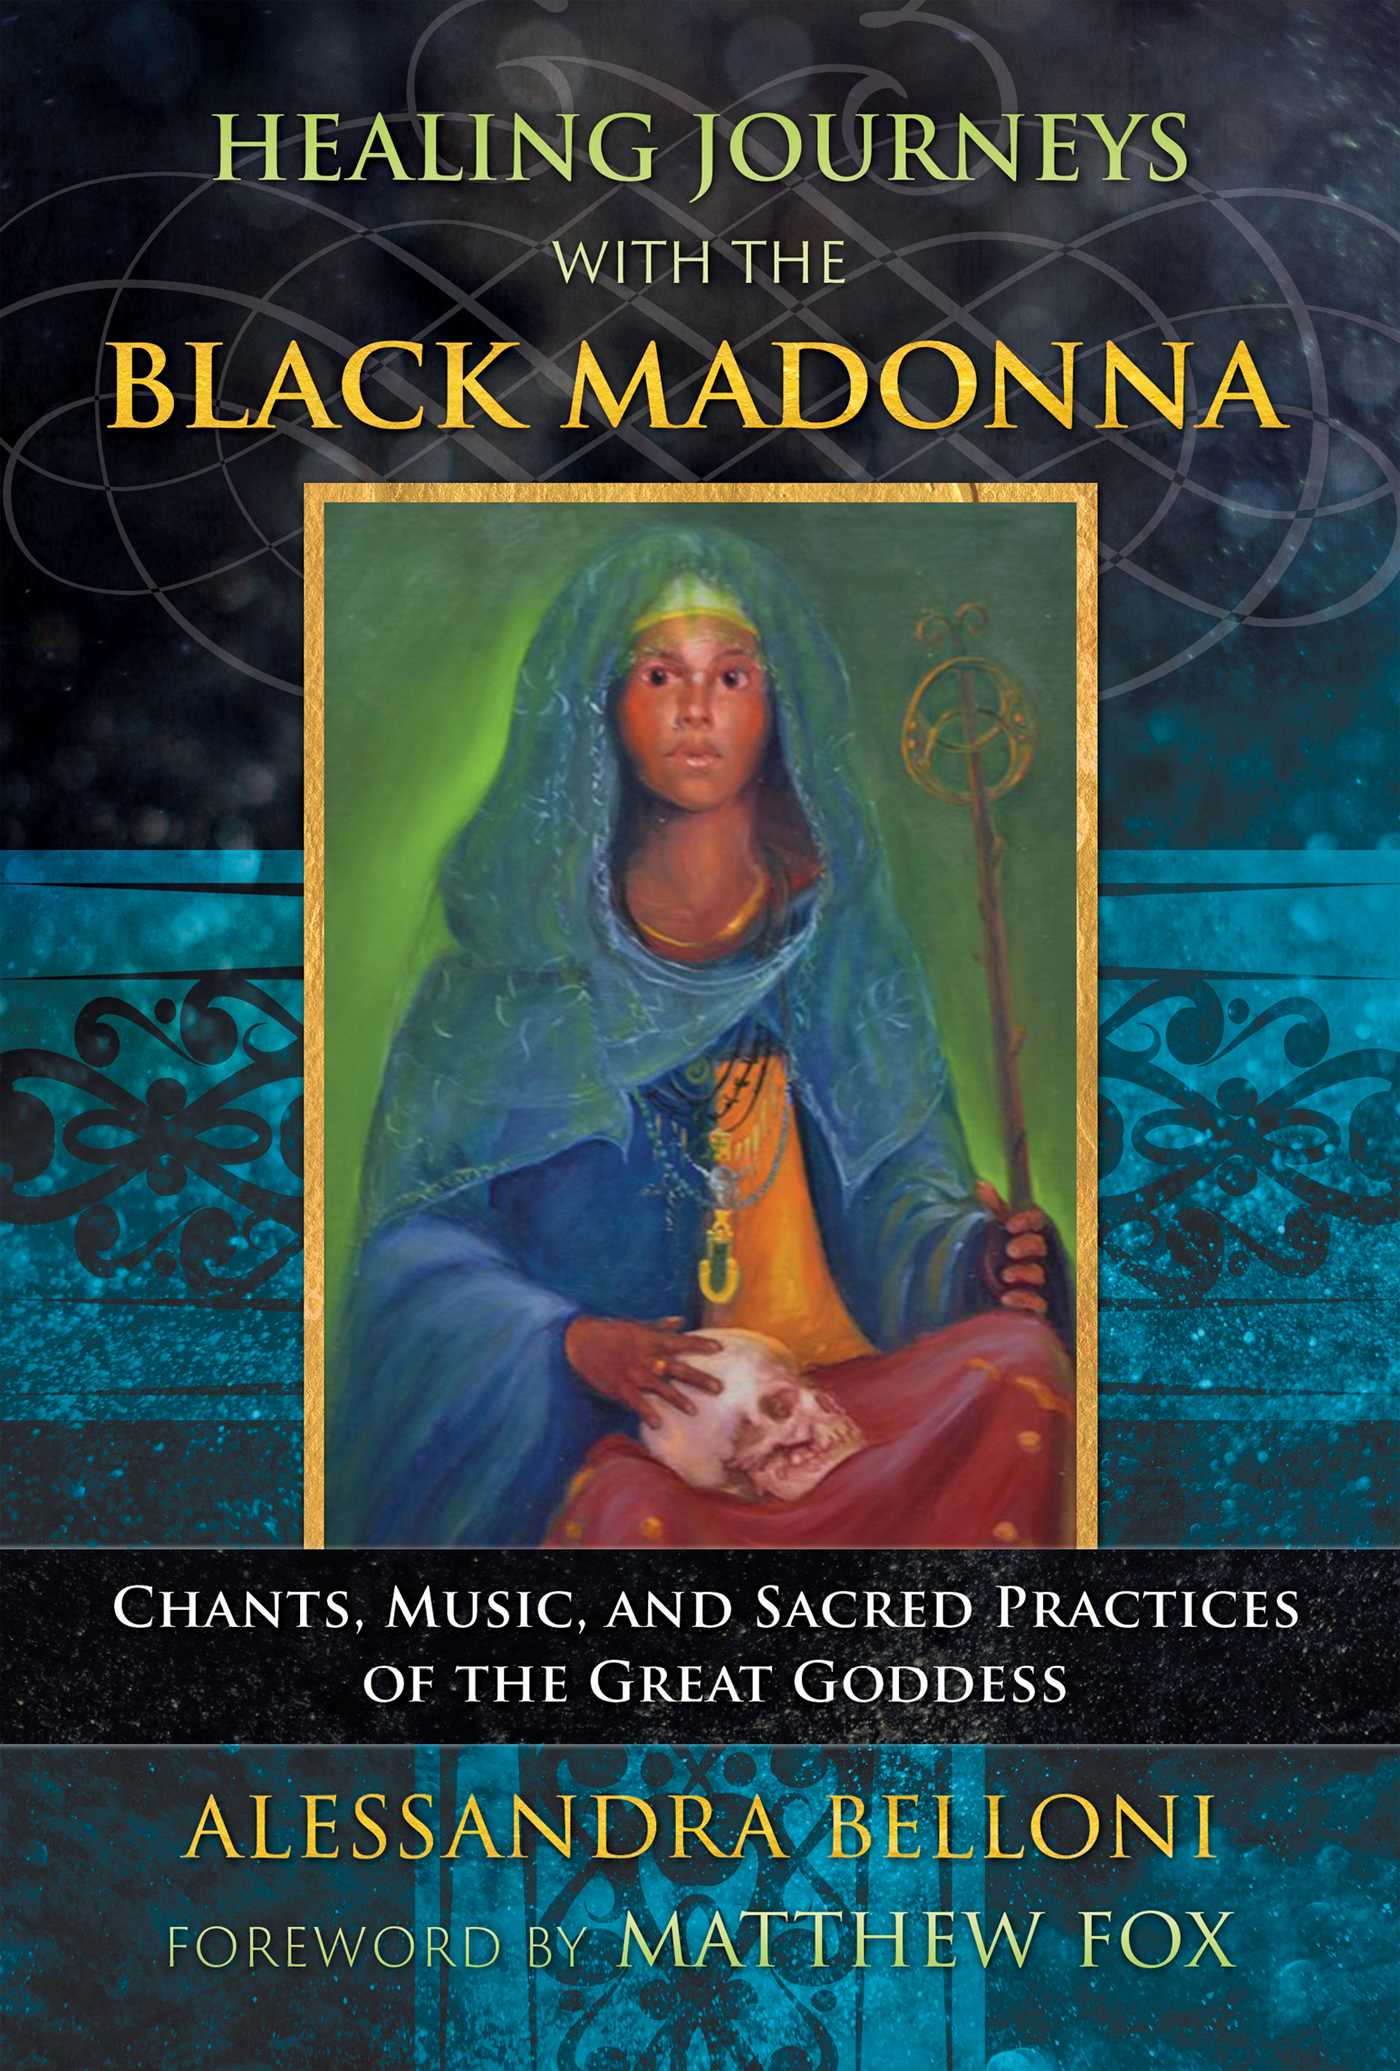 HEALING JOURNEYS
WITH THE
BLACK MADONNA
CHANTS, MUSIC, AND SACRED PRACTICES
OF THE GREAT GODDESS
ALESSANDRA BELLONI
FOREWORD BY MATTHEW FOX